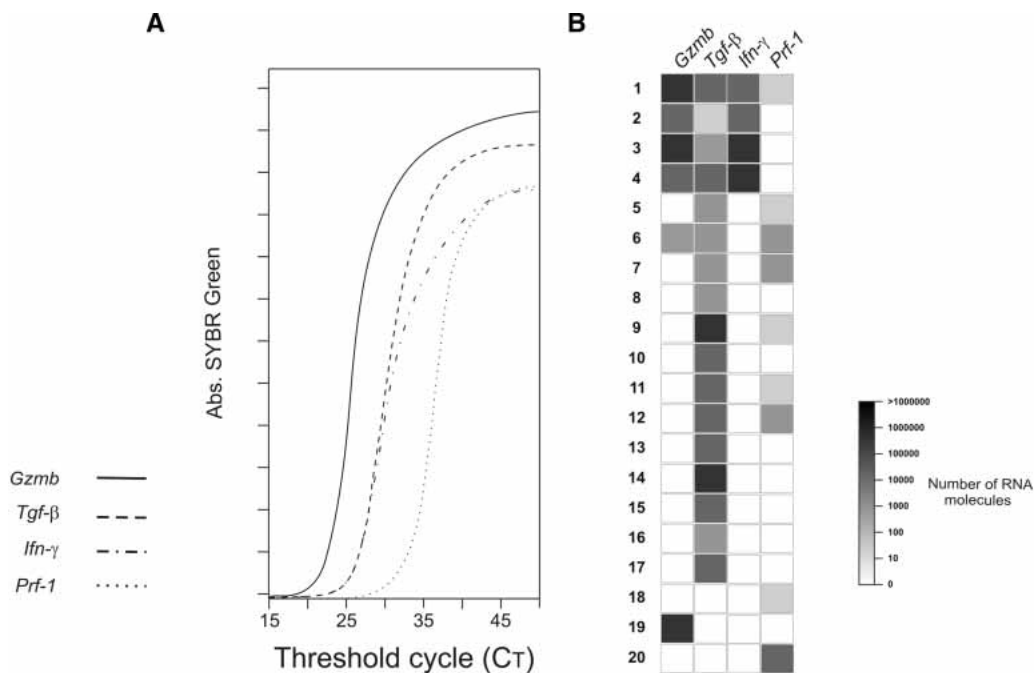 A
Abs. SYBR Green
15 25 35 45
Threshold cycle (CT)
Gzmb
Tgf-β
Ifn-γ
Prf-1
B
Gzmb Tgf-β Ifn-γ Prf-1
1
2
3
4
5
6
7
8
9
10
11
12
13
14
15
16
17
18
19
20
>1000000
1000000
100000
10000
1000
100
10
0
Number of RNA
molecules